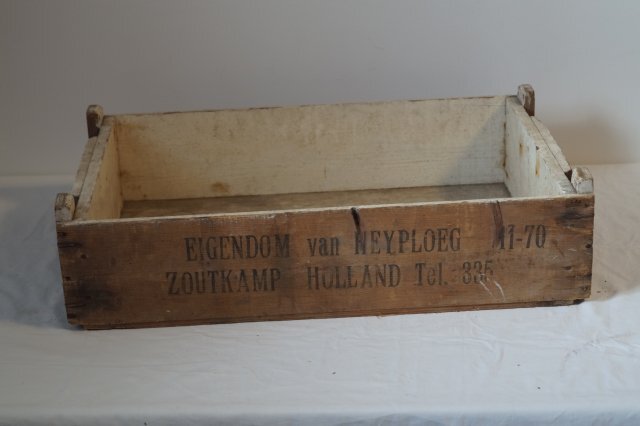 EIGENDOM van HEYPLOEG 11-70
ZOUTKAMP HOLLAND Tel. 335